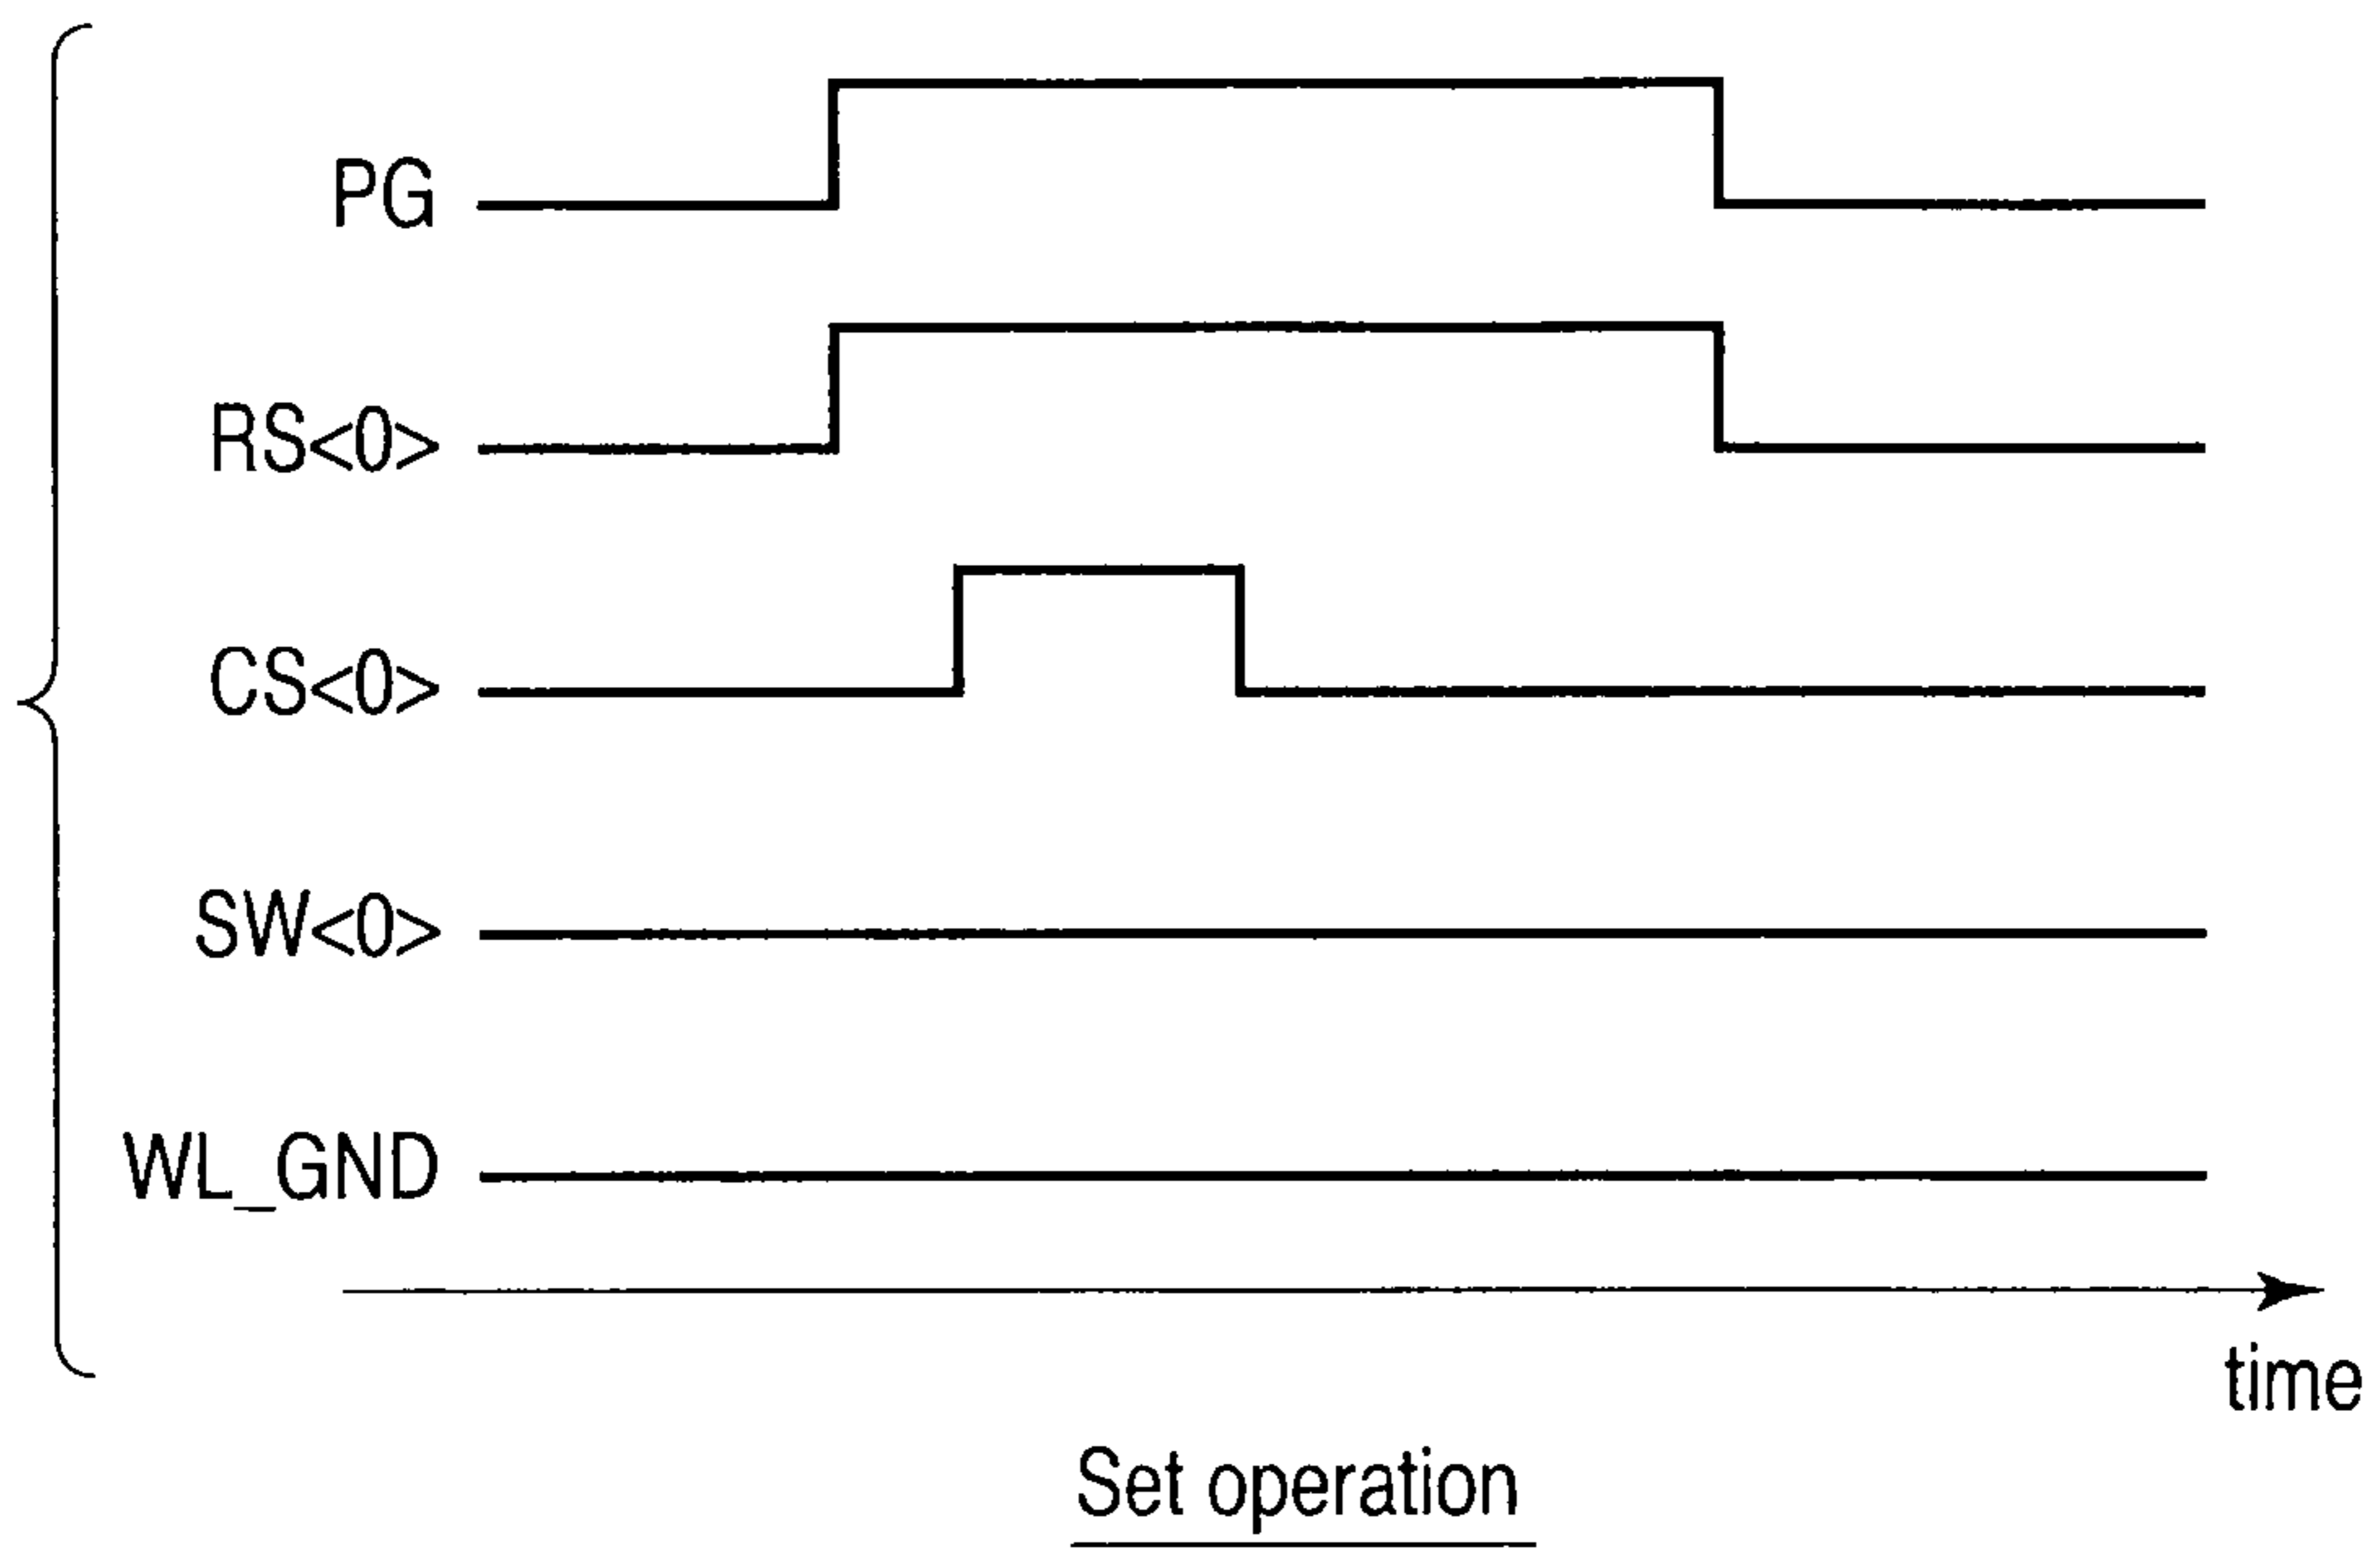 PG
RS<0>
CS<0>
SW<0>
WL_GND
time
Set operation